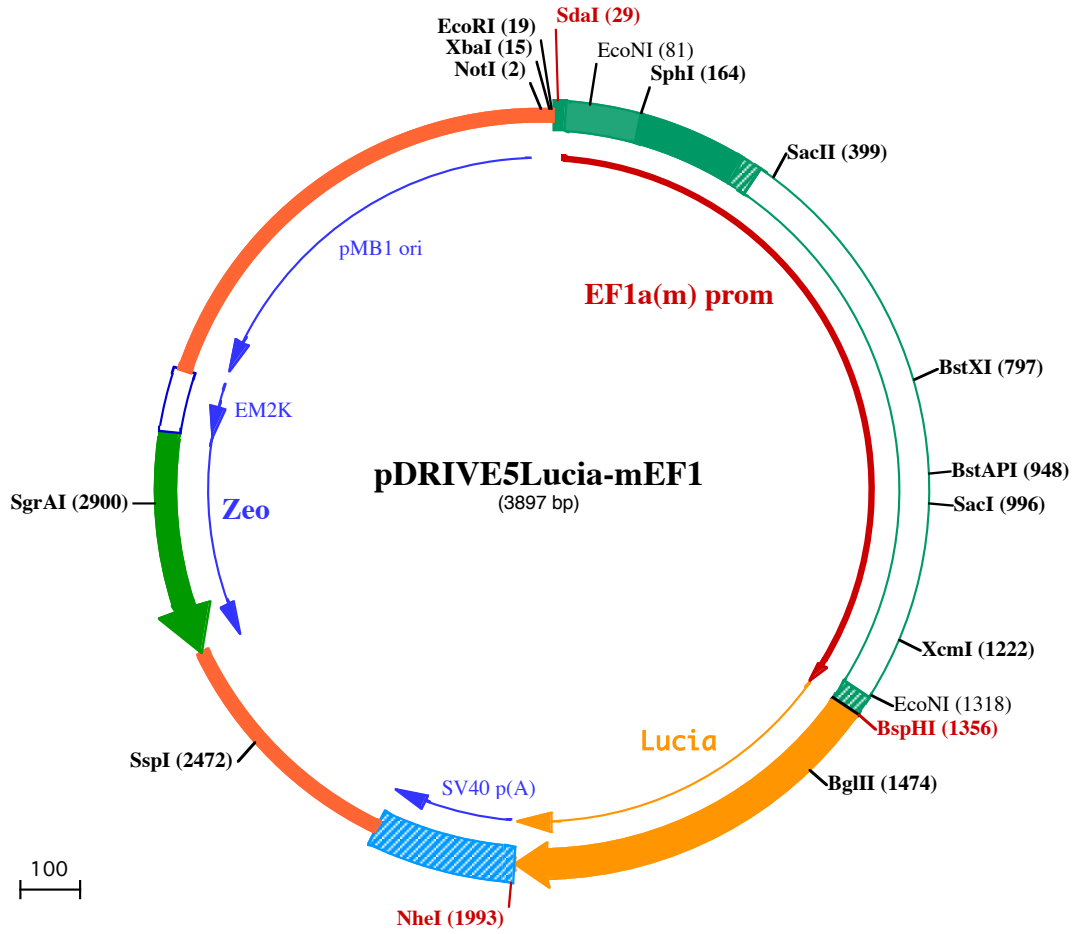 SdaI (29)
EcoRI (19)
XbaI (15)
NotI (2)
EcoNI (81)
SphI (164)
SacII (399)
pMB1 ori
EF1a(m) prom
BstXI (797)
EM2K
pDRIVE5Lucia-mEF1
(3897 bp)
BstAPI (948)
SgrAI (2900)
Zeo
SacI (996)
XcmI (1222)
EcoNI (1318)
BspHI (1356)
Lucia
SspI (2472)
BglII (1474)
SV40 p(A)
100
NheI (1993)